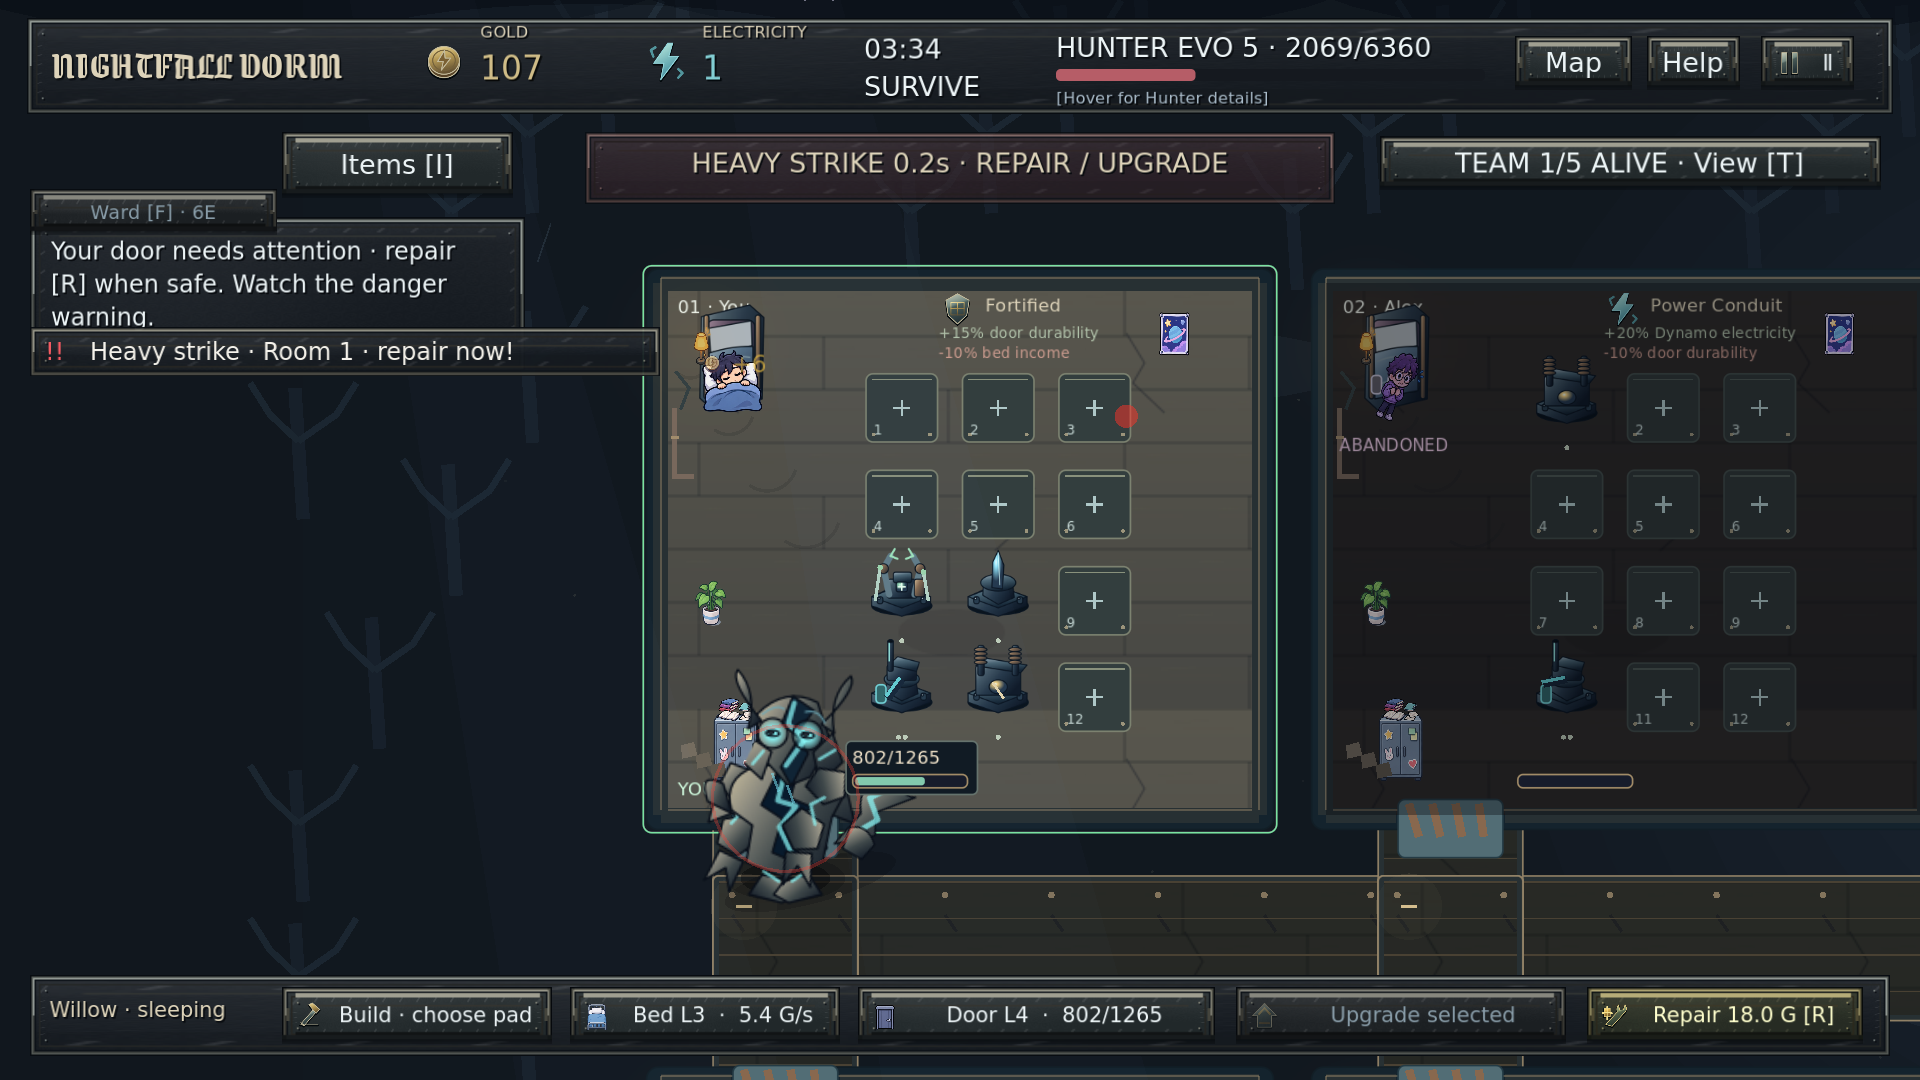 NIGHTFALL DORM
GOLD
107
ELECTRICITY
1
03:34
SURVIVE
HUNTER EVO 5 · 2069/6360
[Hover for Hunter details]
Map
Help
II
Items [I]
HEAVY STRIKE 0.2s · REPAIR / UPGRADE
TEAM 1/5 ALIVE · View [T]
Ward [F] · 6E
Your door needs attention · repair
[R] when safe. Watch the danger
warning.
!! Heavy strike · Room 1 · repair now!
01 · You
Fortified
+15% door durability
-10% bed income
+6
1
2
3
4
5
6
9
12
802/1265
YO
02 · Alex
Power Conduit
+20% Dynamo electricity
-10% door durability
ABANDONED
2
3
4
5
6
7
8
9
11
12
Willow · sleeping
Build · choose pad
Bed L3 · 5.4 G/s
Door L4 · 802/1265
Upgrade selected
Repair 18.0 G [R]